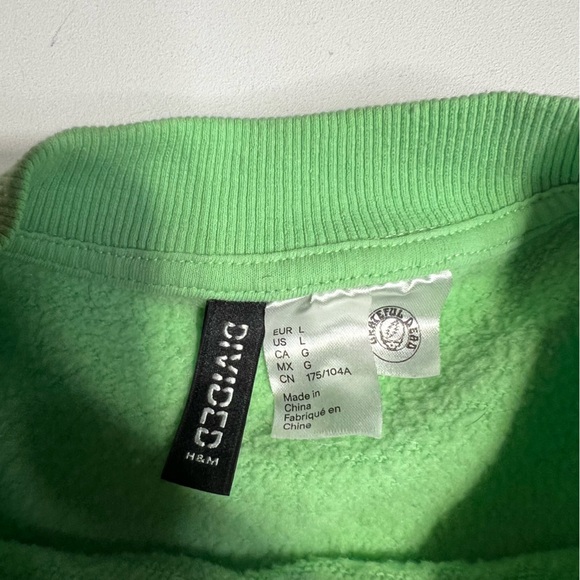 DIVIDED
H&M
EUR L
US L
CA G
MX G
CN 175/104A
Made in
China
Fabriqué en
Chine
GRATEFUL DEAD